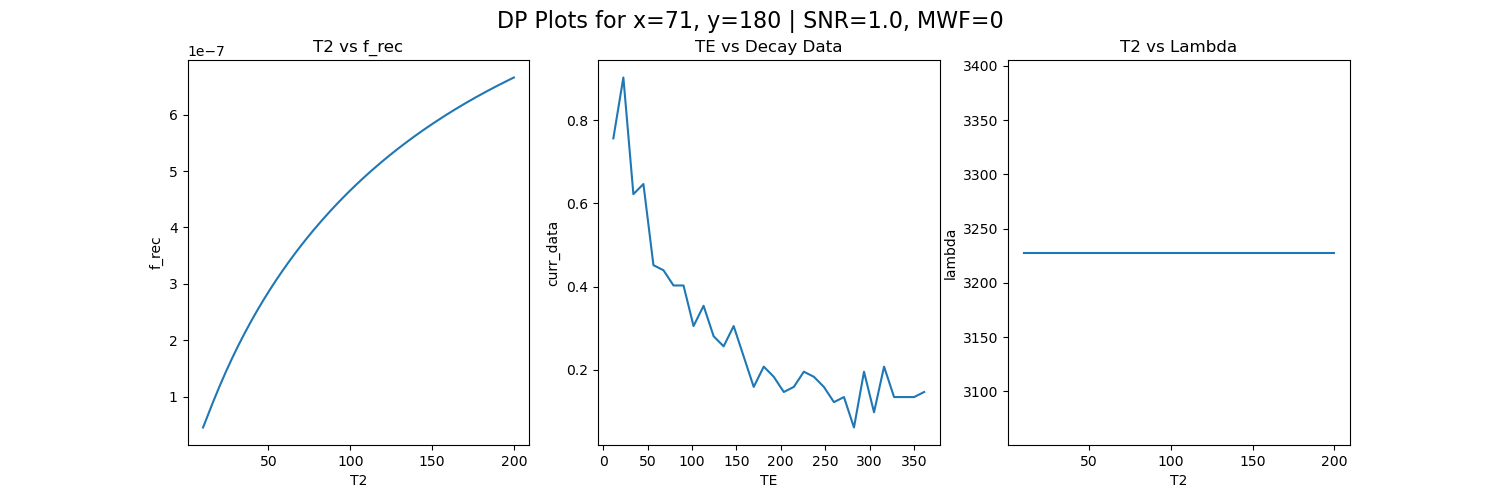 DP Plots for x=71, y=180 | SNR=1.0, MWF=0
T2 vs f_rec
1e−7
6
5
4
3
2
1
f_rec
50 100 150 200
T2
TE vs Decay Data
0.8
0.6
0.4
0.2
curr_data
0 50 100 150 200 250 300 350
TE
T2 vs Lambda
3400
3350
3300
3250
3200
3150
3100
lambda
50 100 150 200
T2